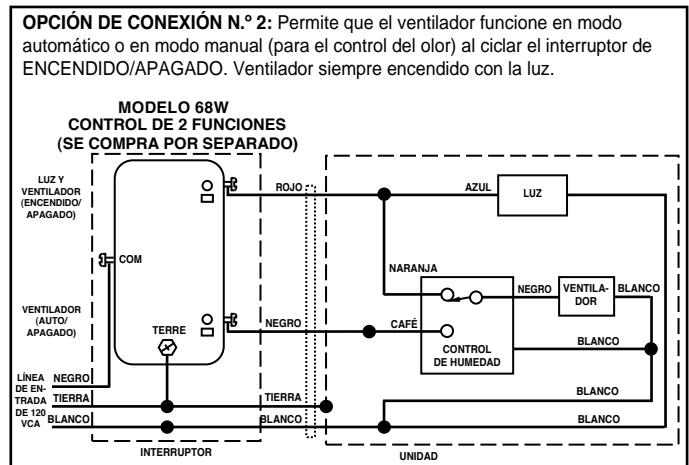 OPCIÓN DE CONEXIÓN N.º 2: Permite que el ventilador funcione en modo
automático o en modo manual (para el control del olor) al ciclar el interruptor de
ENCENDIDO/APAGADO. Ventilador siempre encendido con la luz.
MODELO 68W
CONTROL DE 2 FUNCIONES
(SE COMPRA POR SEPARADO)
LUZ Y
VENTILADOR
(ENCENDIDO/
APAGADO)
ROJO
AZUL
LUZ
COM
NARANJA
NEGRO
VENTILA-
DOR
BLANCO
VENTILADOR
(AUTO/
APAGADO)
TERRE
NEGRO
CAFÉ
CONTROL
DE HUMEDAD
BLANCO
LÍNEA
DE EN-
TRADA
DE 120
VCA
NEGRO
TIERRA
TIERRA
BLANCO
BLANCO
BLANCO
BLANCO
INTERRUPTOR
UNIDAD